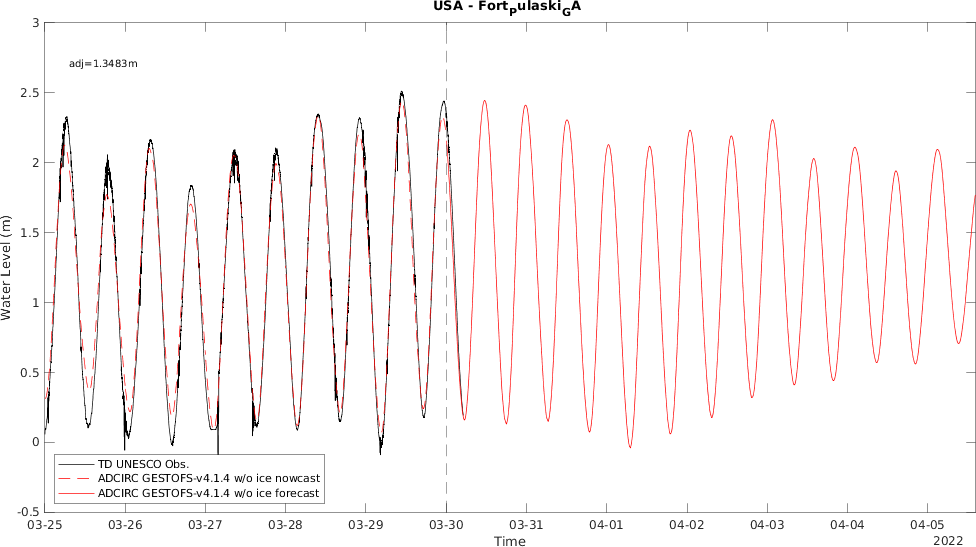 USA - FortPulaskiGA
adj=1.3483m
3
2.5
2
1.5
1
0.5
0
-0.5
Water Level (m)
TD UNESCO Obs.
ADCIRC GESTOFS-v4.1.4 w/o ice nowcast
ADCIRC GESTOFS-v4.1.4 w/o ice forecast
03-25 03-26 03-27 03-28 03-29 03-30 03-31 04-01 04-02 04-03 04-04 04-05
Time
2022